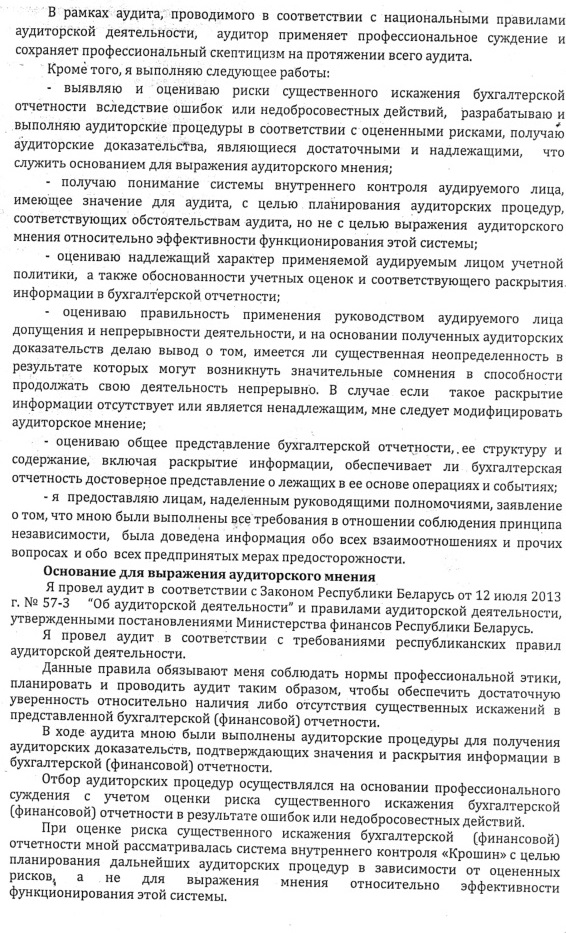 В рамках аудита, проводимого в соответствии с национальными правилами
аудиторской деятельности, аудитор применяет профессиональное суждение и
сохраняет профессиональный скептицизм на протяжении всего аудита.
Кроме того, я выполняю следующее работы:
- выявляю и оцениваю риски существенного искажения бухгалтерской
отчетности вследствие ошибок или недобросовестных действий, разрабатываю и
выполняю аудиторские процедуры в соответствии с оцененными рисками, получаю
аудиторские доказательства, являющиеся достаточными и надлежащими, что
служить основанием для выражения аудиторского мнения;
- получаю понимание системы внутреннего контроля аудируемого лица,
имеющее значение для аудита, с целью планирования аудиторских процедур,
соответствующих обстоятельствам аудита, но не с целью выражения аудиторского
мнения относительно эффективности функционирования этой системы;
- оцениваю надлежащий характер применяемой аудируемым лицом учетной
политики, а также обоснованности учетных оценок и соответствующего раскрытия
информации в бухгалтерской отчетности;
- оцениваю правильность применения руководством аудируемого лица
допущения и непрерывности деятельности, и на основании полученных аудиторских
доказательств делаю вывод о том, имеется ли существенная неопределенность в
результате которых могут возникнуть значительные сомнения в способности
продолжать свою деятельность непрерывно. В случае если такое раскрытие
информации отсутствует или является ненадлежащим, мне следует модифицировать
аудиторское мнение;
- оцениваю общее представление бухгалтерской отчетности, ее структуру и
содержание, включая раскрытие информации, обеспечивает ли бухгалтерская
отчетность достоверное представление о лежащих в ее основе операциях и событиях;
- я предоставляю лицам, наделенным руководящими полномочиями, заявление
о том, что мною были выполнены все требования в отношении соблюдения принципа
независимости, была доведена информация обо всех взаимоотношениях и прочих
вопросах и обо всех предпринятых мерах предосторожности.
Основание для выражения аудиторского мнения
Я провел аудит в соответствии с Законом Республики Беларусь от 12 июля 2013
г. № 57-З “Об аудиторской деятельности” и правилами аудиторской деятельности,
утвержденными постановлениями Министерства финансов Республики Беларусь.
Я провел аудит в соответствии с требованиями республиканских правил
аудиторской деятельности.
Данные правила обязывают меня соблюдать нормы профессиональной этики,
планировать и проводить аудит таким образом, чтобы обеспечить достаточную
уверенность относительно наличия либо отсутствия существенных искажений в
представленной бухгалтерской (финансовой) отчетности.
В ходе аудита мною были выполнены аудиторские процедуры для получения
аудиторских доказательств, подтверждающих значения и раскрытия информации в
бухгалтерской (финансовой) отчетности.
Отбор аудиторских процедур осуществлялся на основании профессионального
суждения с учетом оценки риска существенного искажения бухгалтерской
(финансовой) отчетности в результате ошибок или недобросовестных действий.
При оценке риска существенного искажения бухгалтерской (финансовой)
отчетности мной рассматривалась система внутреннего контроля «Крошин» с целью
планирования дальнейших аудиторских процедур в зависимости от оцененных
рисков, а не для выражения мнения относительно эффективности
функционирования этой системы.